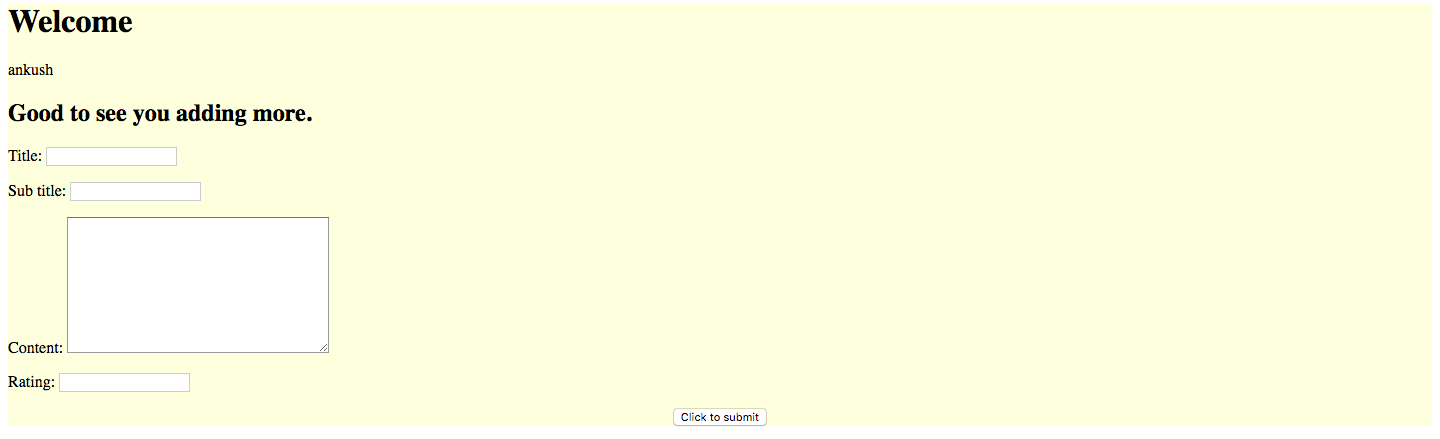 Welcome
ankush
Good to see you adding more.
Title:
Sub title:
Content:
Rating:
Click to submit